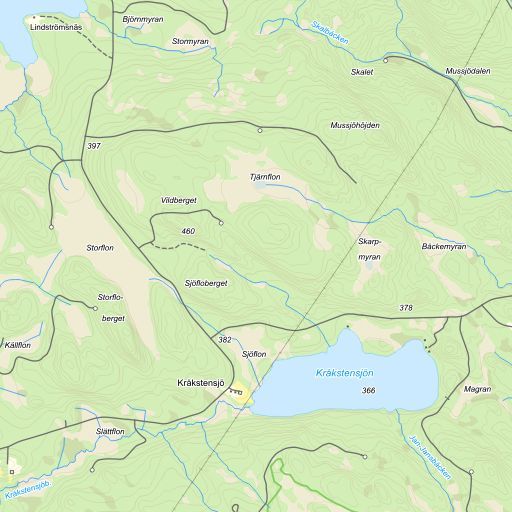 Björnmyran
Lindströmsnäs
Skalbäcken
Stormyran
Skalet
Mussjödalen
Mussjöhöjden
397
Tjärnflon
Vildberget
460
Skarp-
myran
Bäckemyran
Storflon
Sjöfloberget
Storflo-
berget
378
382
Källflon
Sjöflon
Kråkstensjön
Kråkstensjö
366
Magran
Slättflon
Jan-Jansbäcken
Kråkstensjöb.